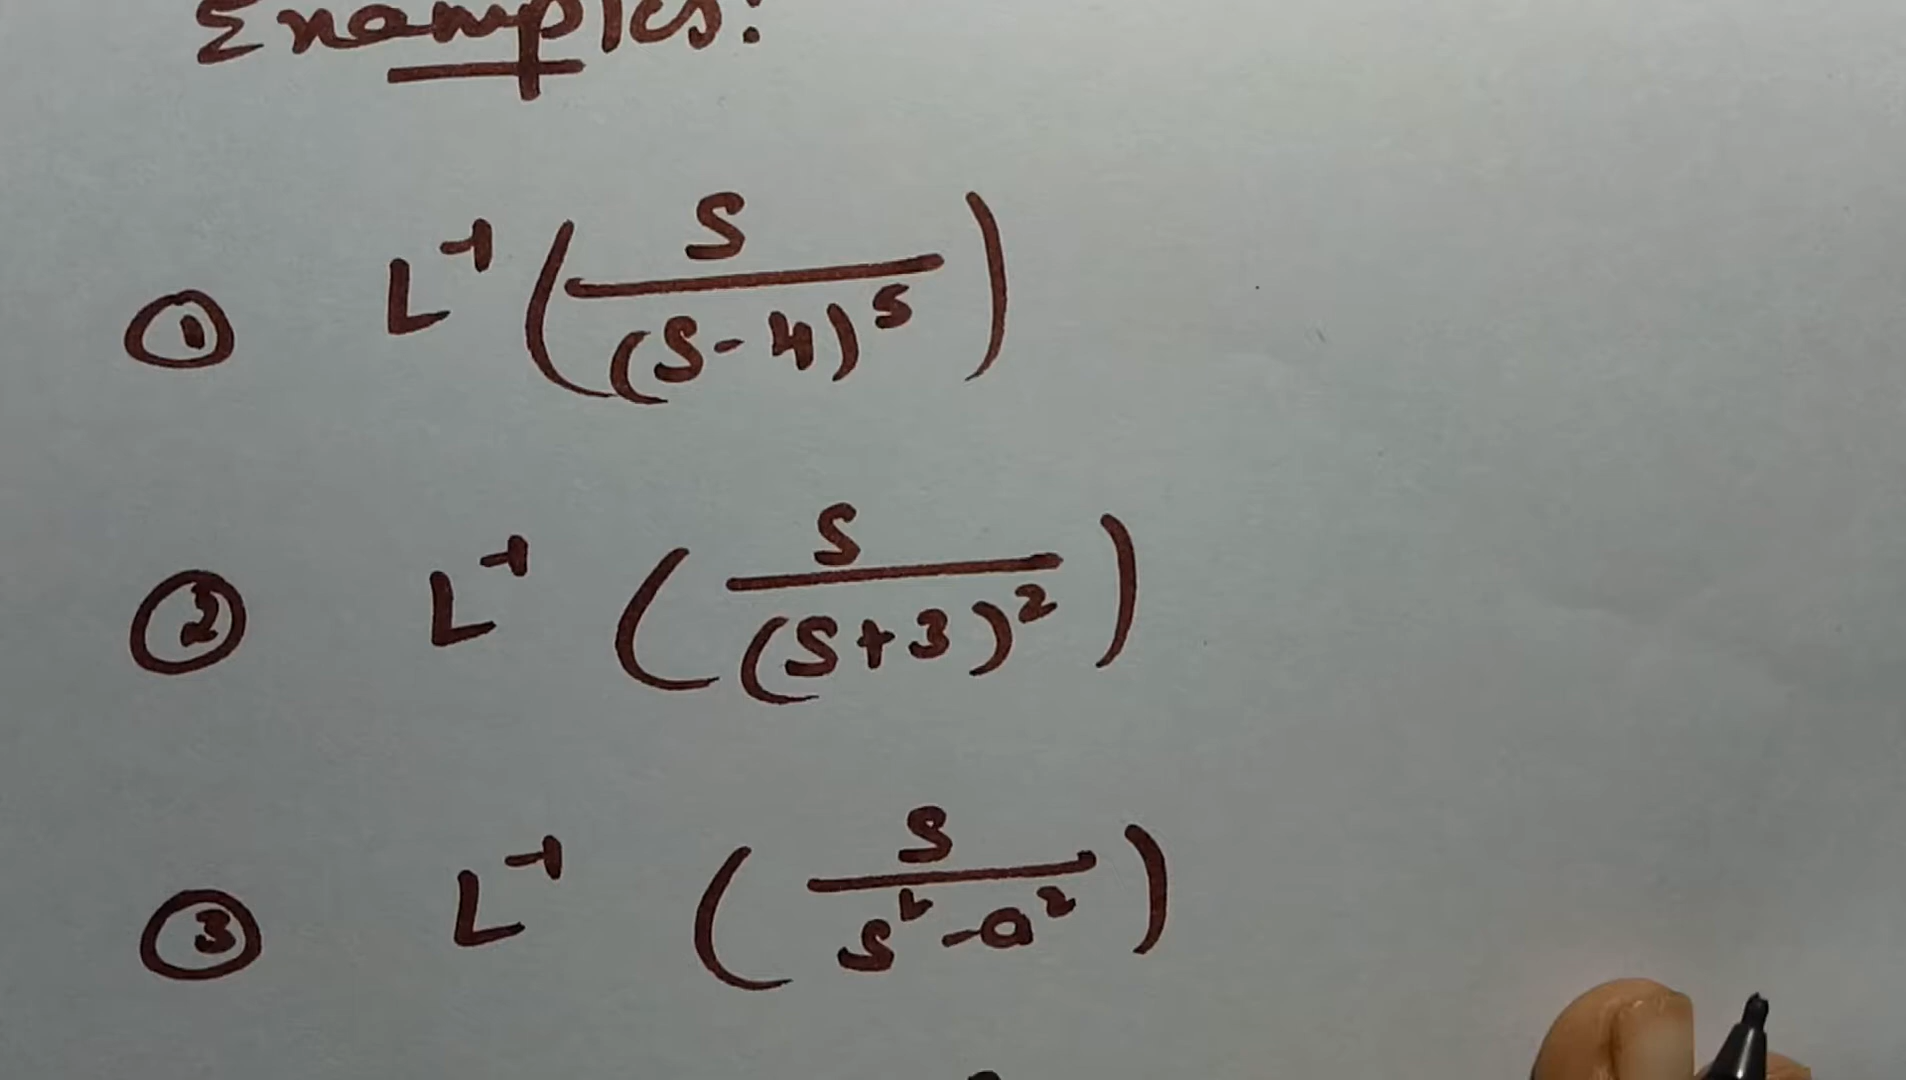 Examples:
① L⁻¹ ( s / (s-4)⁵ )
② L⁻¹ ( s / (s+3)² )
③ L⁻¹ ( s / s²-a² )